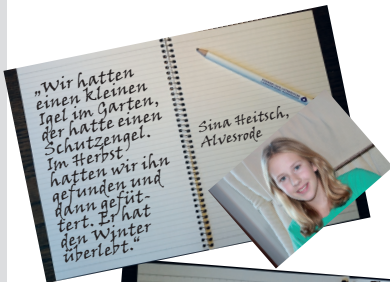 „Wir hatten
einen kleinen
Igel im Garten,
der hatte einen
Schutzengel.
Im Herbst
hatten wir ihn
gefunden und
dann gefüt-
tert. Er hat
den Winter
überlebt.“
Sina Heitsch,
Alvesrode